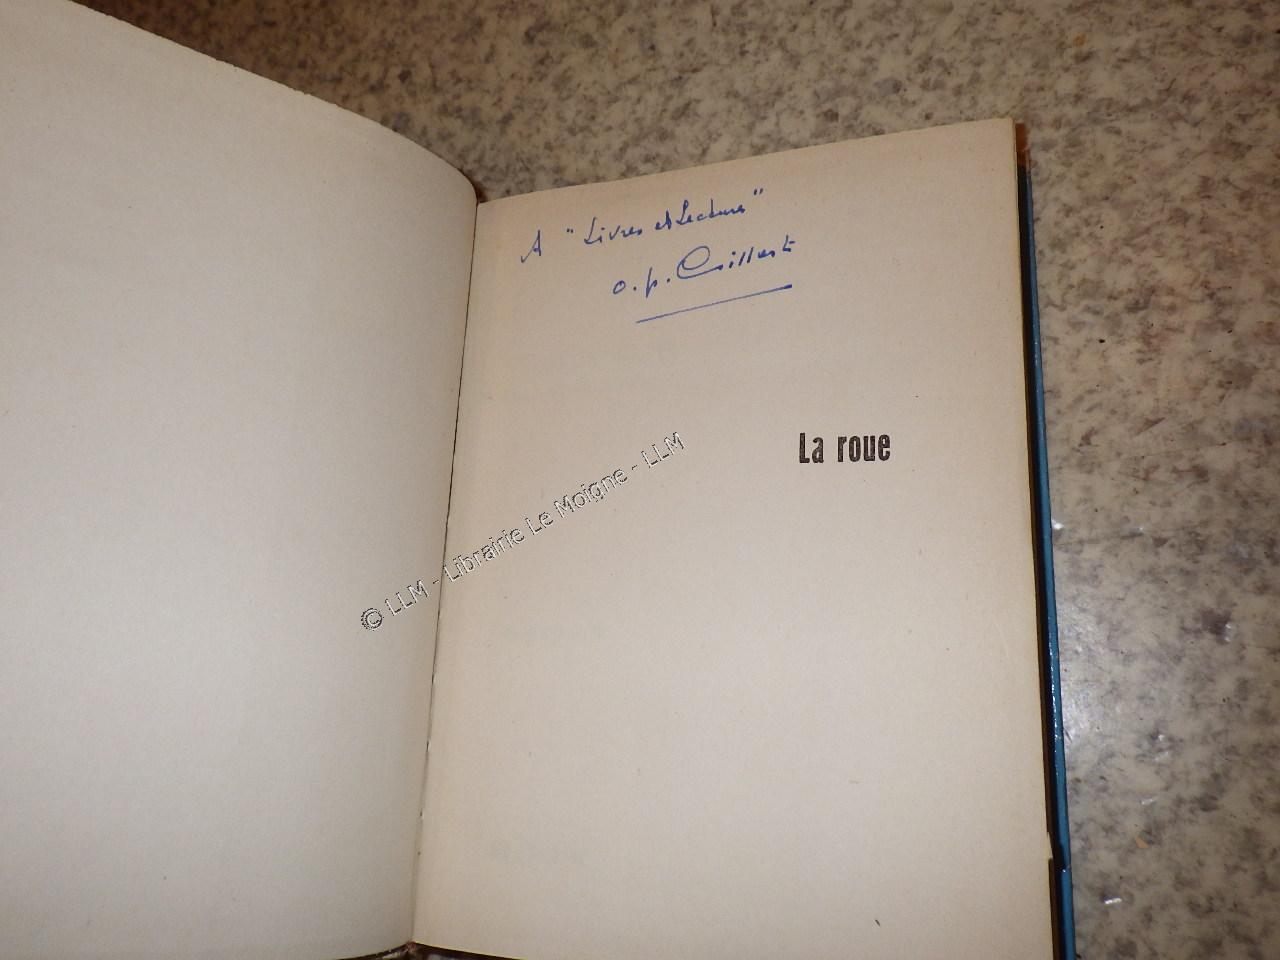 A "Livres et Lectures"
o.p. Gilbert
La roue
© LLM - Librairie Le Moigne - LLM